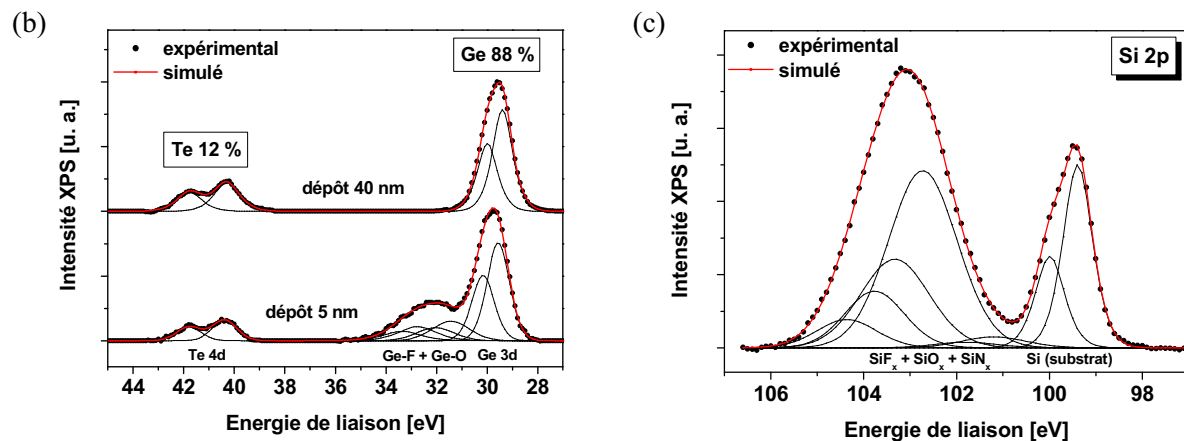 (b)
expérimental
simulé
Ge 88 %
Te 12 %
dépôt 40 nm
dépôt 5 nm
Te 4d
Ge-F + Ge-O
Ge 3d
Intensité XPS [u. a.]
44 42 40 38 36 34 32 30 28
Energie de liaison [eV]
(c)
expérimental
simulé
Si 2p
SiFx + SiOx + SiNx
Si (substrat)
Intensité XPS [u. a.]
106 104 102 100 98
Energie de liaison [eV]